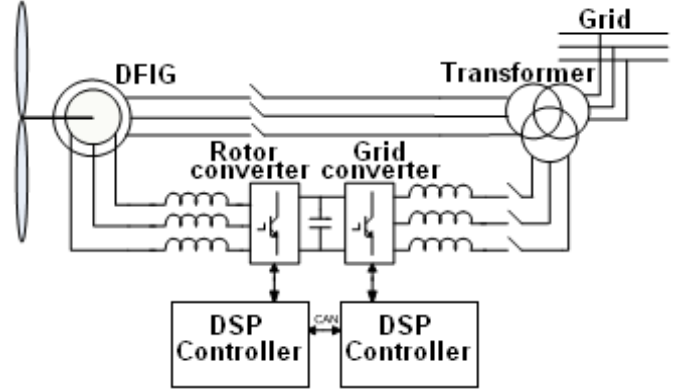 Grid
DFIG
Transformer
Rotor
converter
Grid
converter
DSP
Controller
CAN
DSP
Controller